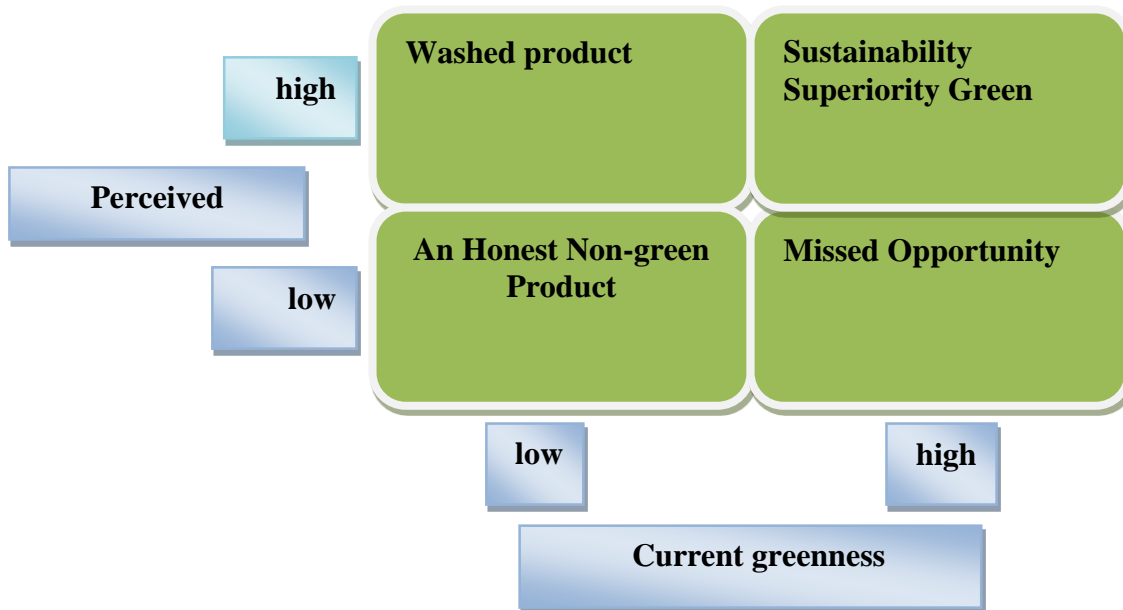 Washed product
Sustainability
Superiority Green
high
Perceived
An Honest Non-green
Product
Missed Opportunity
low
low
high
Current greenness